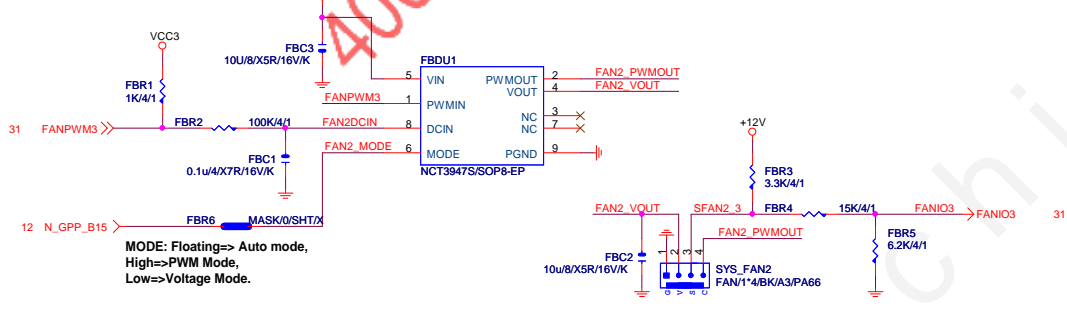 400
VCC3
FBC3
10U/8/X5R/16V/K
FBDU1
FBR1
1K/4/1
5 VIN
PWMOUT 2 FAN2_PWMOUT
VOUT 4 FAN2_VOUT
FANPWM3 1 PWMIN
NC 3
31 FANPWM3 FBR2 100K/4/1 FAN2DCIN 8 DCIN
NC 7
FAN2_MODE 6 MODE
PGND 9
FBC1
0.1u/4/X7R/16V/K
NCT3947S/SOP8-EP
+12V
FBR3
3.3K/4/1
12 N_GPP_B15 FBR6 MASK/0/SHT/X
FAN2_VOUT SFAN2_3 FBR4 15K/4/1 FANIO3 FANIO3 31
FAN2_PWMOUT
FBR5
6.2K/4/1
MODE: Floating=> Auto mode,
High=>PWM Mode,
Low=>Voltage Mode.
FBC2
10u/8/X5R/16V/K
1 2 3 4
SYS_FAN2
FAN/1*4/BK/A3/PA66
G V S C
c h i